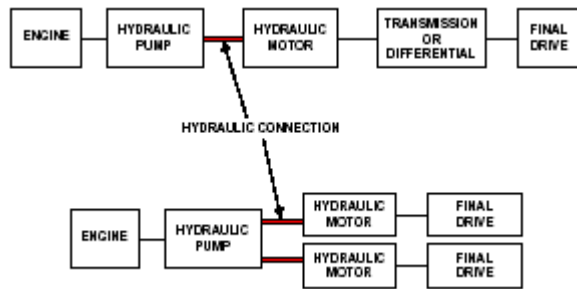 ENGINE
HYDRAULIC
PUMP
HYDRAULIC
MOTOR
TRANSMISSION
OR
DIFFERENTIAL
FINAL
DRIVE
HYDRAULIC CONNECTION
ENGINE
HYDRAULIC
PUMP
HYDRAULIC
MOTOR
FINAL
DRIVE
HYDRAULIC
MOTOR
FINAL
DRIVE